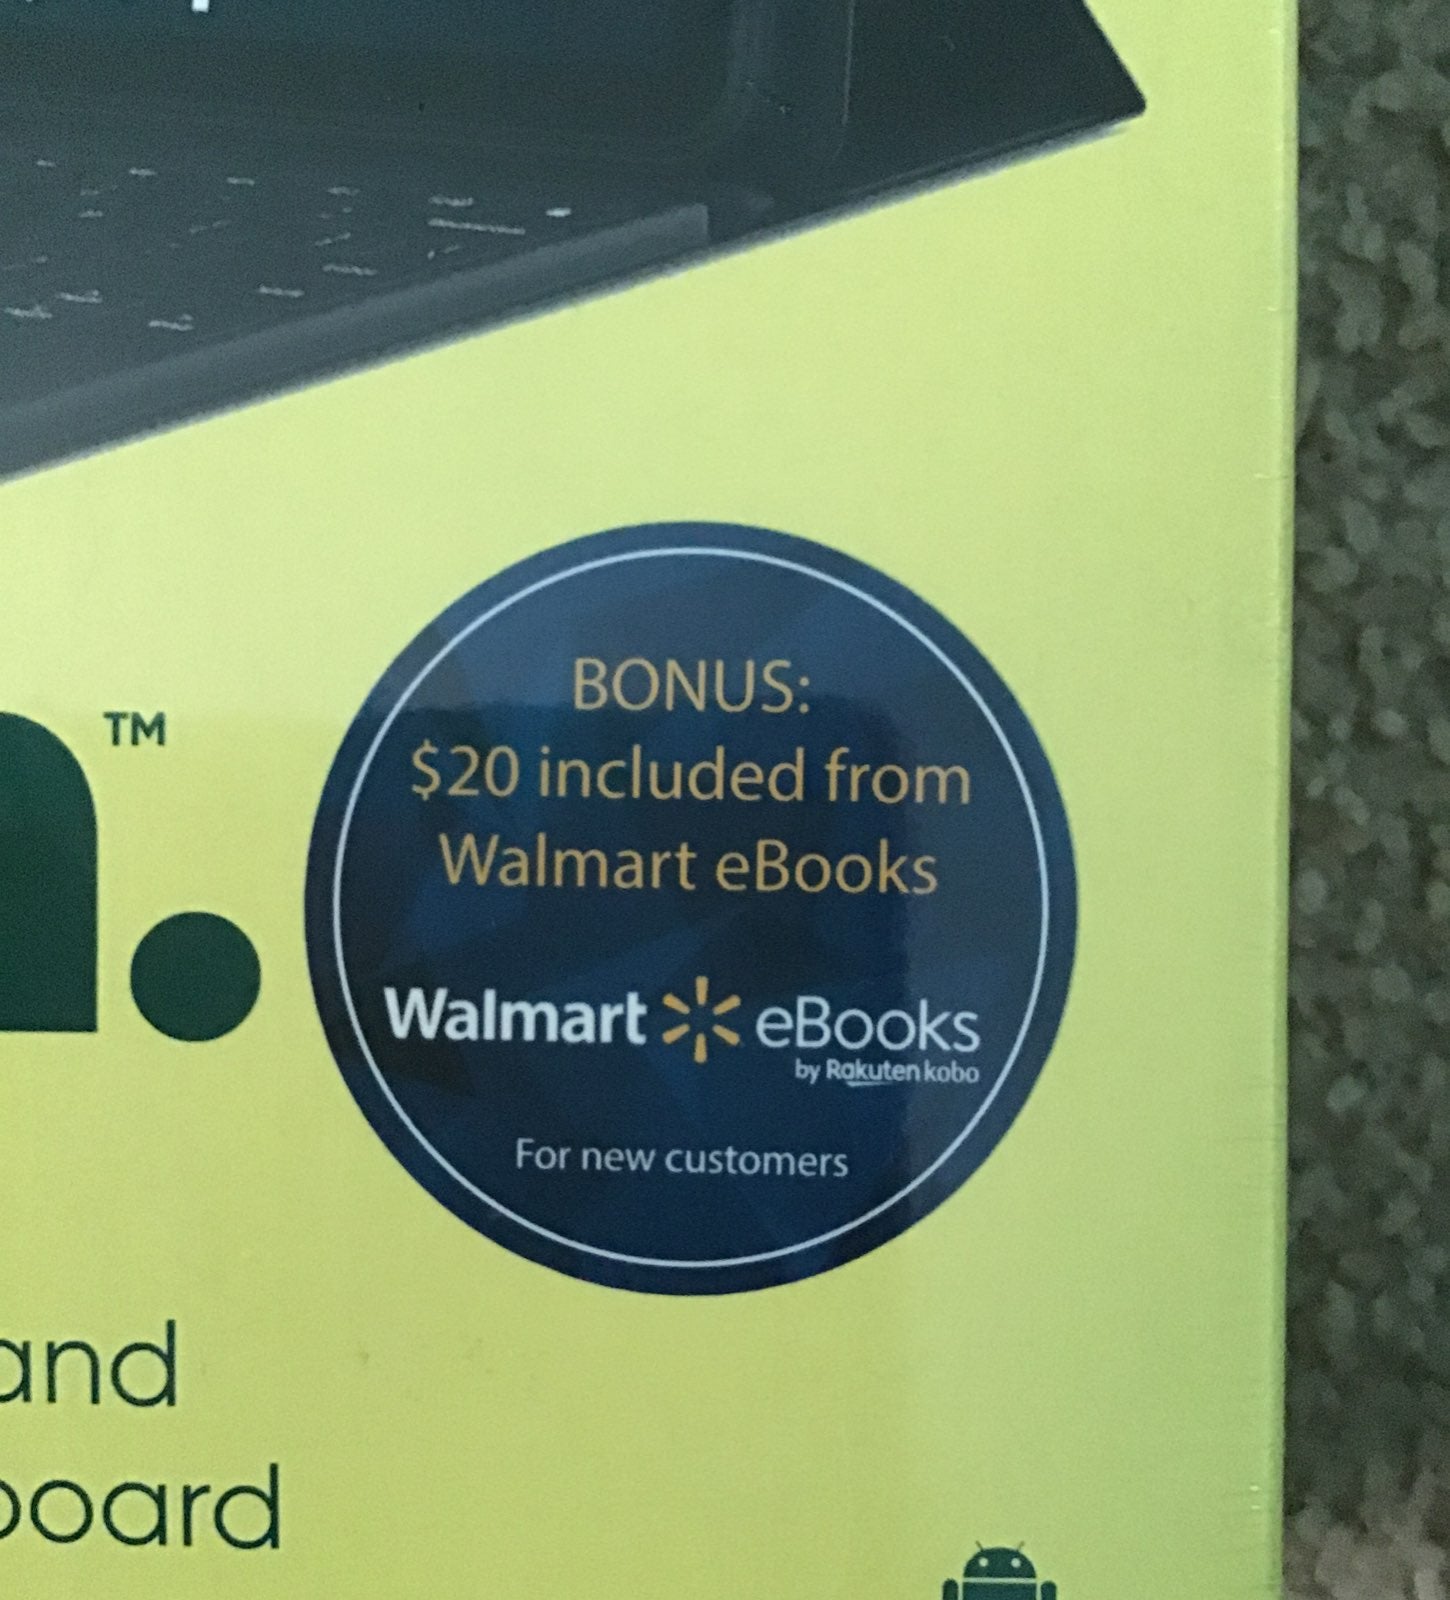 TM
BONUS:
$20 included from
Walmart eBooks
Walmart eBooks
by Rakuten kobo
For new customers
and
board